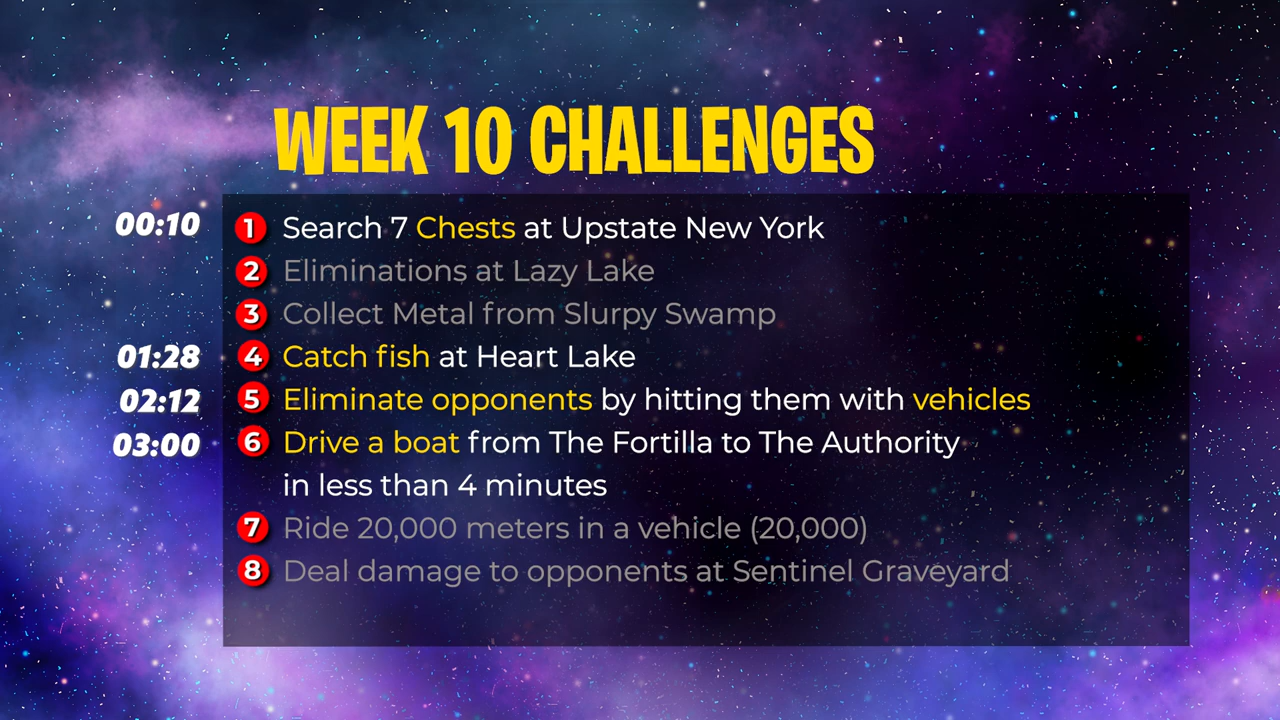 WEEK 10 CHALLENGES
00:10 1 Search 7 Chests at Upstate New York
2 Eliminations at Lazy Lake
3 Collect Metal from Slurpy Swamp
01:28 4 Catch fish at Heart Lake
02:12 5 Eliminate opponents by hitting them with vehicles
03:00 6 Drive a boat from The Fortilla to The Authority
in less than 4 minutes
7 Ride 20,000 meters in a vehicle (20,000)
8 Deal damage to opponents at Sentinel Graveyard